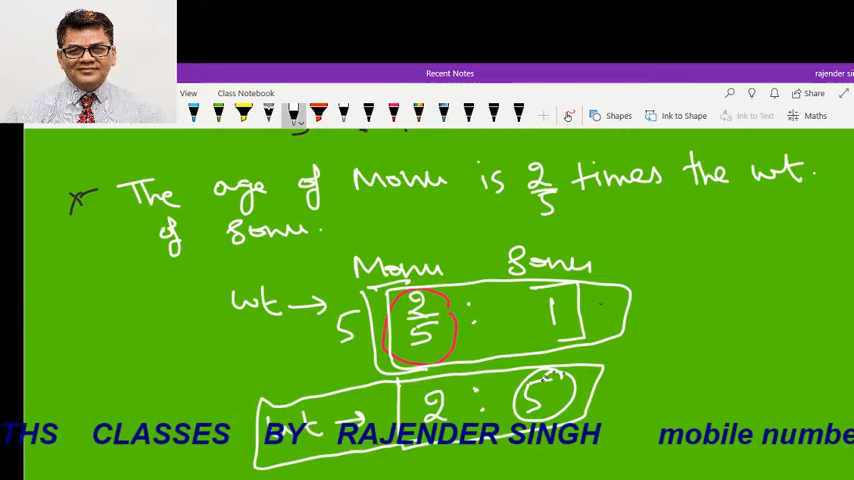 Recent Notes
rajender sin
View Class Notebook
Share
Shapes
Ink to Shape
Ink to Text
Maths
The age of Monu is 2/5 times the wt.
of Sonu.
Monu Sonu
wt → 5 [ 2/5 : 1 ]
wt → 2 : 5
THS CLASSES BY RAJENDER SINGH mobile numbe